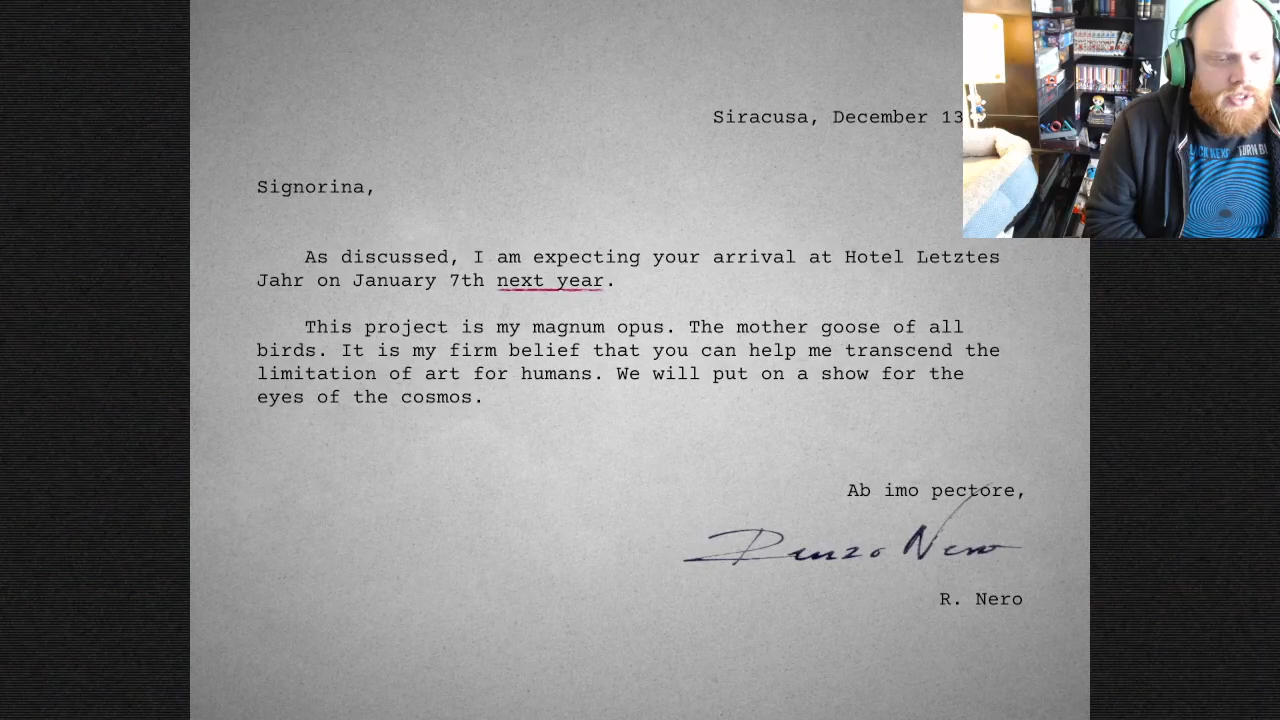 Siracusa, December 13
Signorina,
As discussed, I am expecting your arrival at Hotel Letztes
Jahr on January 7th next year.
This project is my magnum opus. The mother goose of all
birds. It is my firm belief that you can help me transcend the
limitation of art for humans. We will put on a show for the
eyes of the cosmos.
Ab imo pectore,
Renzo Nero
R. Nero
TURN